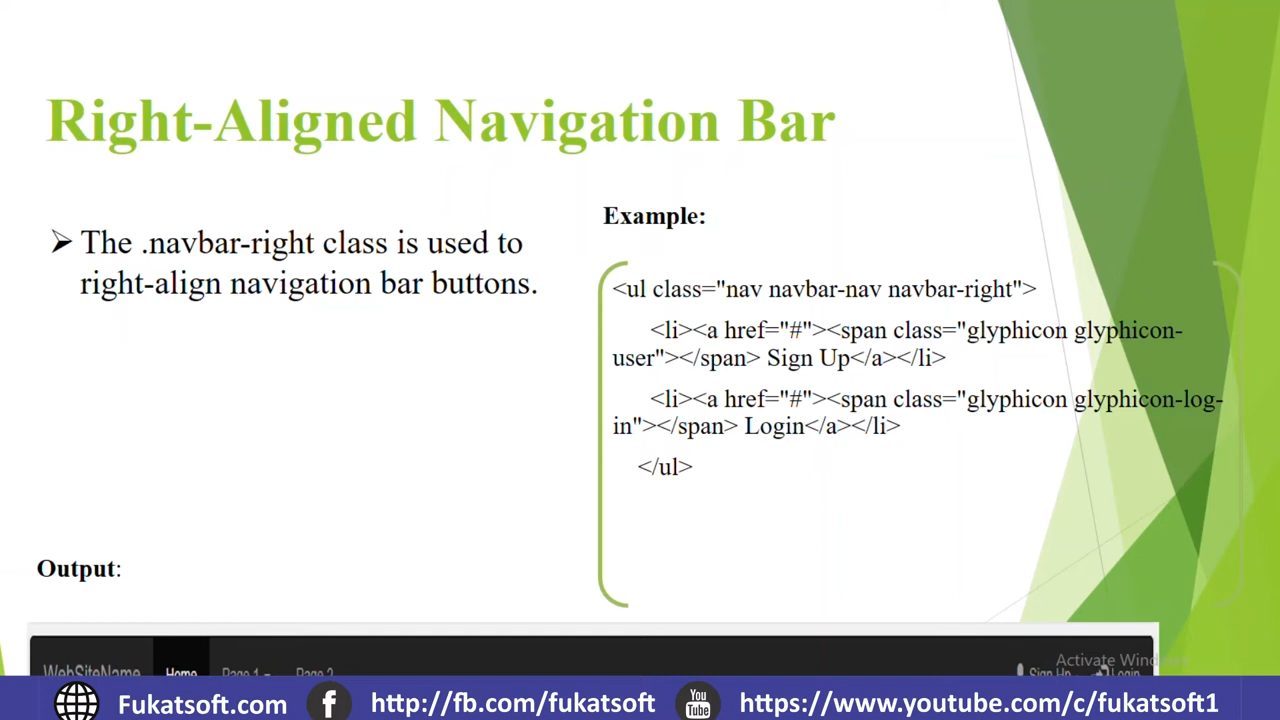 Right-Aligned Navigation Bar
➢ The .navbar-right class is used to
right-align navigation bar buttons.
Example:
<ul class="nav navbar-nav navbar-right">
<li><a href="#"><span class="glyphicon glyphicon-
user"></span> Sign Up</a></li>
<li><a href="#"><span class="glyphicon glyphicon-log-
in"></span> Login</a></li>
</ul>
Output:
WebSiteName Home Page 1 Page 2 Sign Up Login
Activate Windows
Fukatsoft.com f http://fb.com/fukatsoft You Tube https://www.youtube.com/c/fukatsoft1